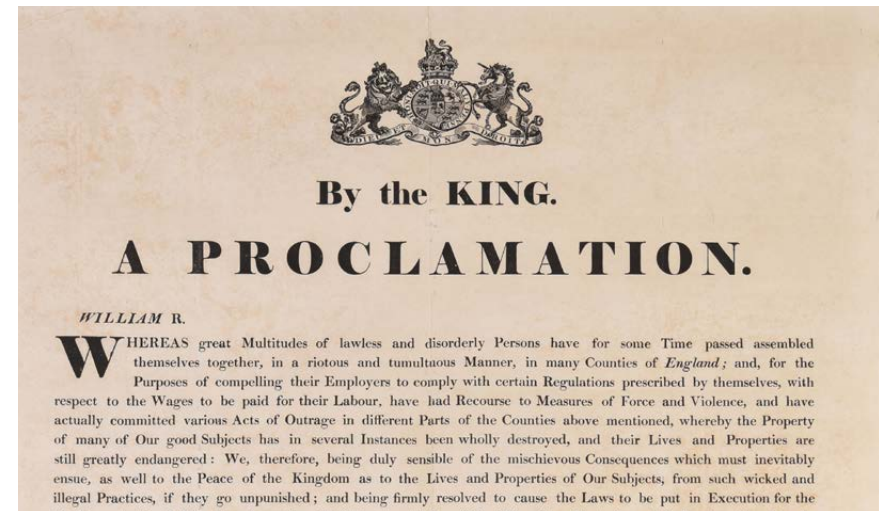 DIEU ET MON DROIT
By the KING.
A PROCLAMATION.
WILLIAM R.
WHEREAS great Multitudes of lawless and disorderly Persons have for some Time passed assembled
themselves together, in a riotous and tumultuous Manner, in many Counties of England; and, for the
Purposes of compelling their Employers to comply with certain Regulations prescribed by themselves, with
respect to the Wages to be paid for their Labour, have had Recourse to Measures of Force and Violence, and have
actually committed various Acts of Outrage in different Parts of the Counties above mentioned, whereby the Property
of many of Our good Subjects has in several Instances been wholly destroyed, and their Lives and Properties are
still greatly endangered: We, therefore, being duly sensible of the mischievous Consequences which must inevitably
ensue, as well to the Peace of the Kingdom as to the Lives and Properties of Our Subjects, from such wicked and
illegal Practices, if they go unpunished; and being firmly resolved to cause the Laws to be put in Execution for the